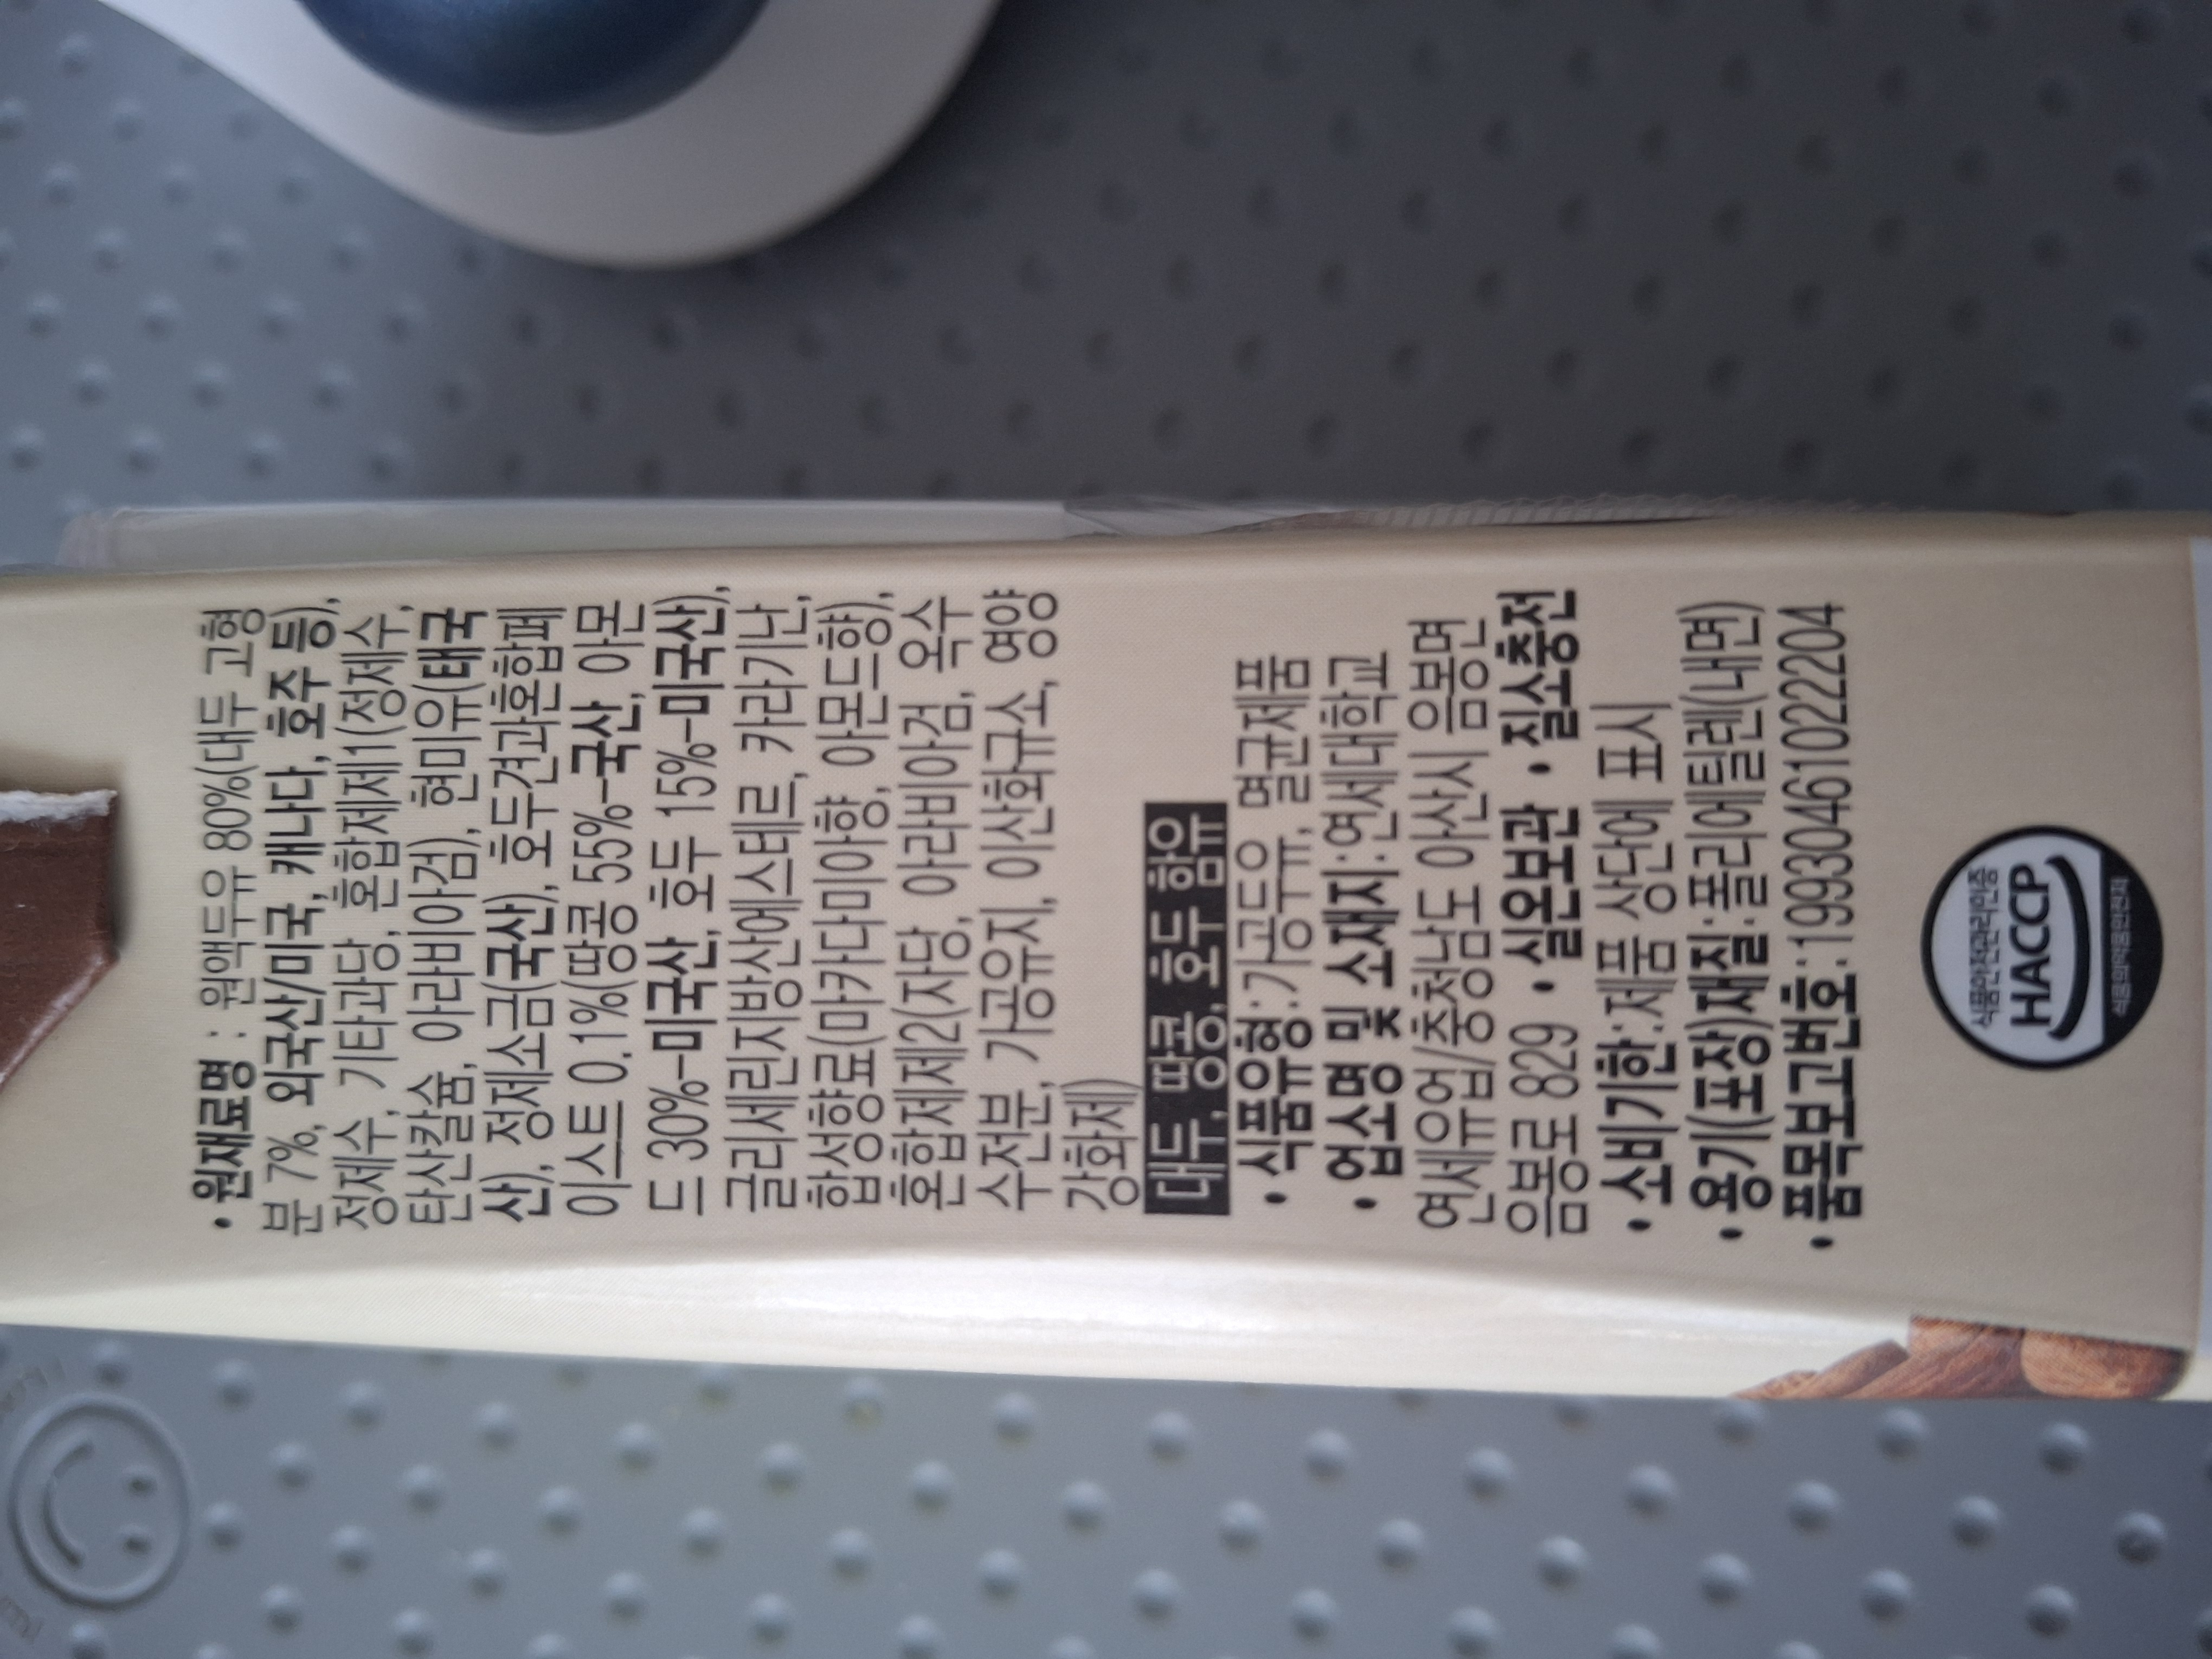 • 원재료명 : 원액두유 80%(대두 고형
분 7%, 외국산/미국, 캐나다, 호주 등),
정제수, 기타과당, 혼합제제1(정제수,
탄산칼슘, 아라비아검), 현미유(태국
산), 정제소금(국산), 호두견과혼합페
이스트 0.1%(땅콩 55%–국산, 아몬
드 30%–미국산, 호두 15%–미국산),
글리세린지방산에스테르, 카라기난,
합성향료(마카다미아향, 아몬드향),
혼합제제2(자당, 아라비아검, 옥수
수전분, 가공유지, 이산화규소, 영양
강화제)
대두, 땅콩, 호두 함유
• 식품유형:가공두유, 멸균제품
• 업소명 및 소재지:연세대학교
연세유업/충청남도 아산시 음봉면
음봉로 829 • 실온보관 • 질소충전
• 소비기한:제품 상단에 표시
• 용기(포장)재질:폴리에틸렌(내면)
• 품목보고번호:19930461022204
식품안전관리인증
HACCP
식품의약품안전처